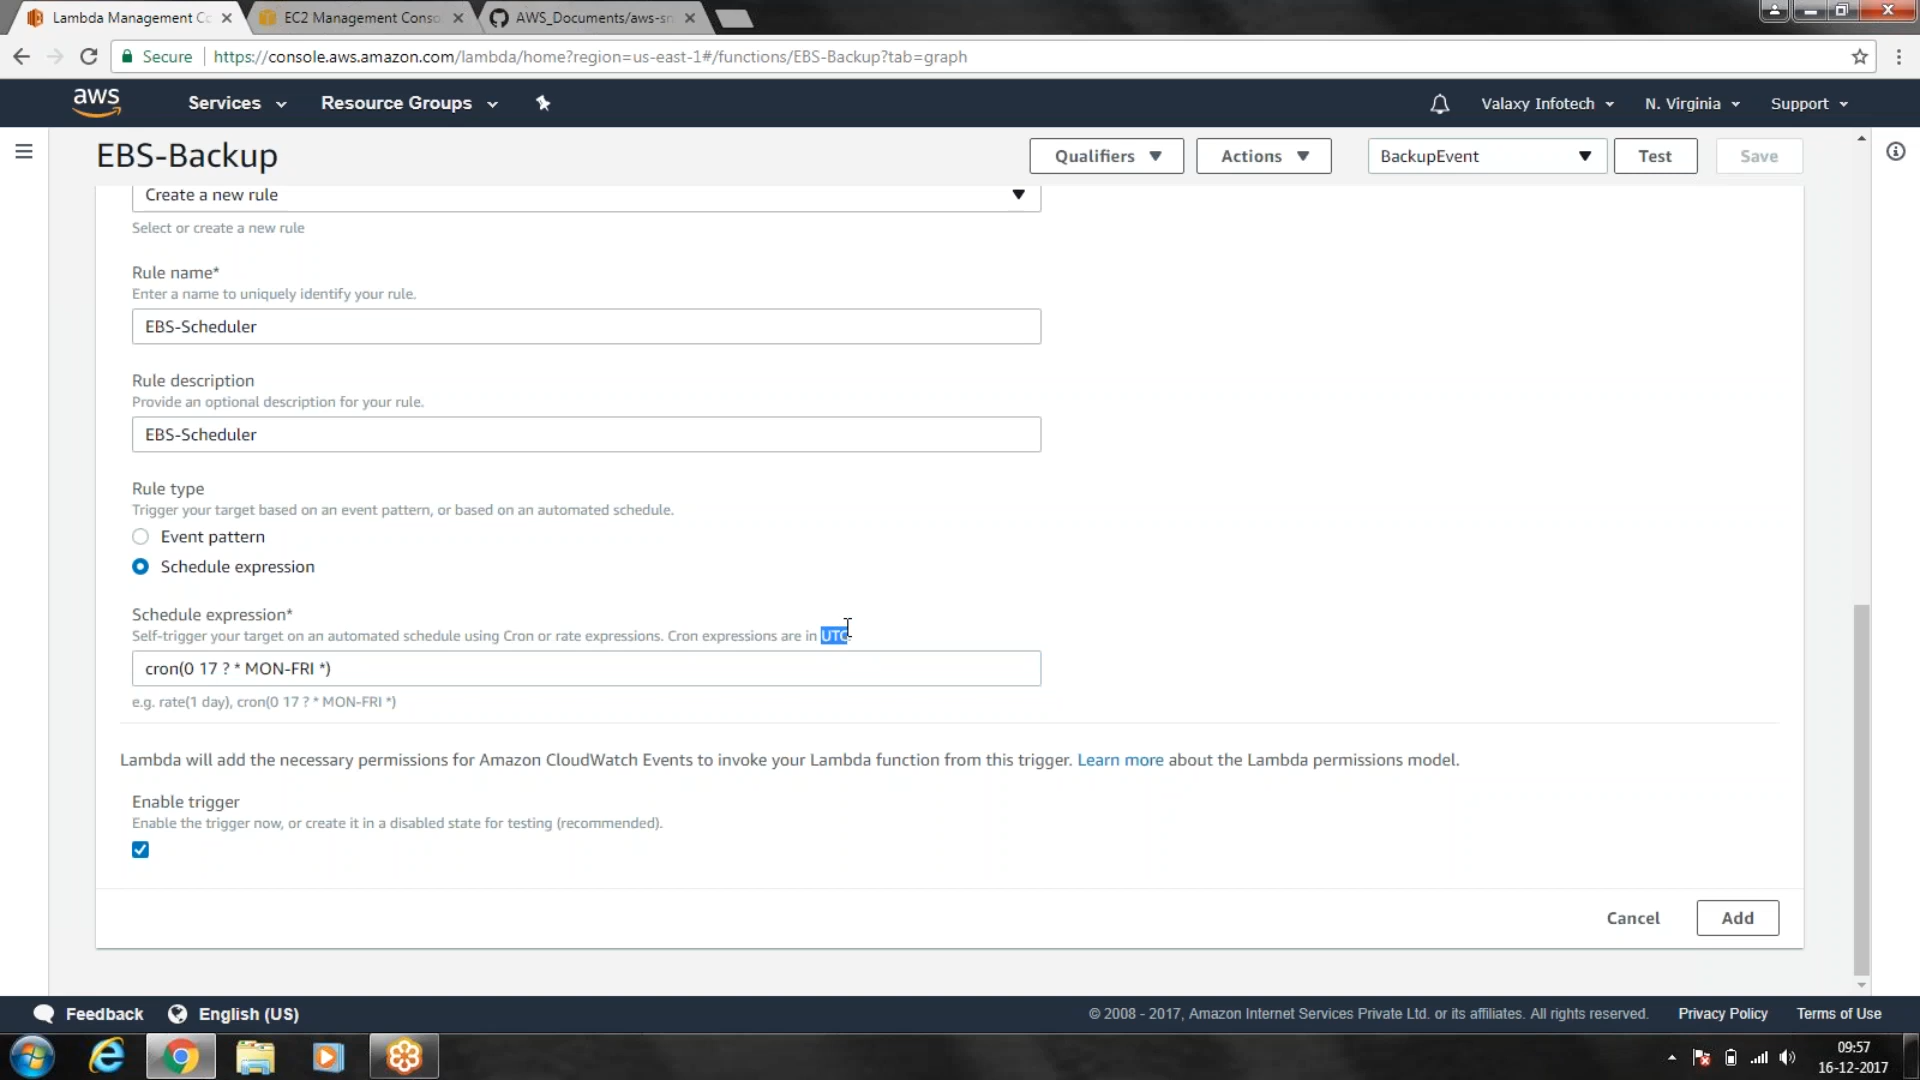 Lambda Management Co
EC2 Management Conso
AWS_Documents/aws-sn
Secure
https://console.aws.amazon.com/lambda/home?region=us-east-1#/functions/EBS-Backup?tab=graph
aws
Services
Resource Groups
Valaxy Infotech
N. Virginia
Support
EBS-Backup
Qualifiers
Actions
BackupEvent
Test
Save
Create a new rule
Select or create a new rule
Rule name*
Enter a name to uniquely identify your rule.
EBS-Scheduler
Rule description
Provide an optional description for your rule.
EBS-Scheduler
Rule type
Trigger your target based on an event pattern, or based on an automated schedule.
Event pattern
Schedule expression
Schedule expression*
Self-trigger your target on an automated schedule using Cron or rate expressions. Cron expressions are in UTC.
cron(0 17 ? * MON-FRI *)
e.g. rate(1 day), cron(0 17 ? * MON-FRI *)
Lambda will add the necessary permissions for Amazon CloudWatch Events to invoke your Lambda function from this trigger. Learn more about the Lambda permissions model.
Enable trigger
Enable the trigger now, or create it in a disabled state for testing (recommended).
Cancel
Add
Feedback
English (US)
© 2008 - 2017, Amazon Internet Services Private Ltd. or its affiliates. All rights reserved.
Privacy Policy
Terms of Use
09:57
16-12-2017